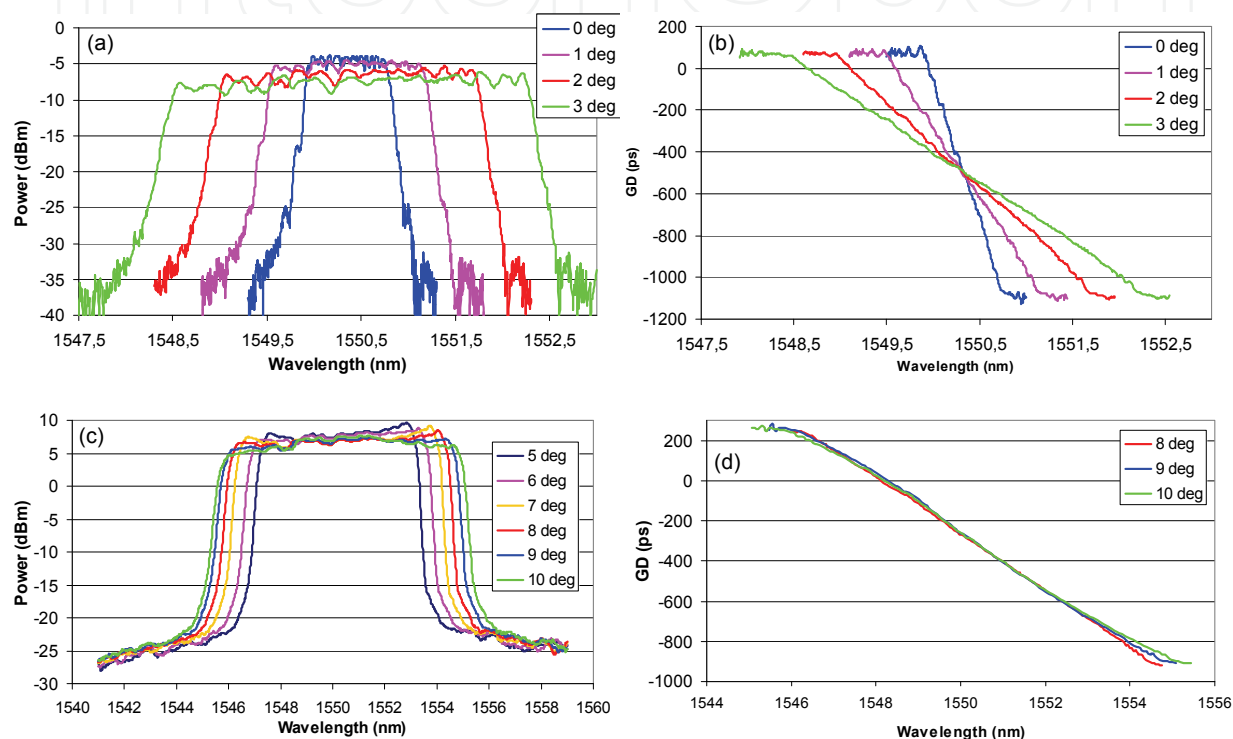 (a)
0
-5
-10
-15
-20
-25
-30
-35
-40
Power (dBm)
1547,5 1548,5 1549,5 1550,5 1551,5 1552,5
Wavelength (nm)
0 deg
1 deg
2 deg
3 deg
(b)
200
0
-200
-400
-600
-800
-1000
-1200
GD (ps)
1547,5 1548,5 1549,5 1550,5 1551,5 1552,5
Wavelength (nm)
0 deg
1 deg
2 deg
3 deg
(c)
10
5
0
-5
-10
-15
-20
-25
-30
Power (dBm)
1540 1542 1544 1546 1548 1550 1552 1554 1556 1558 1560
Wavelength (nm)
5 deg
6 deg
7 deg
8 deg
9 deg
10 deg
(d)
200
0
-200
-400
-600
-800
-1000
GD (ps)
1544 1546 1548 1550 1552 1554 1556
Wavelength (nm)
8 deg
9 deg
10 deg